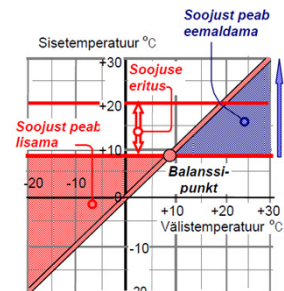 Soojust peab
eemaldama
Sisetemperatuur °C
+30
Soojuse
eritus
+20
Soojust peab
lisama
+10
Balanssi-
punkt
-20 -10 0 +10 +20 +30
Välistemperatuur °C
-10
-20